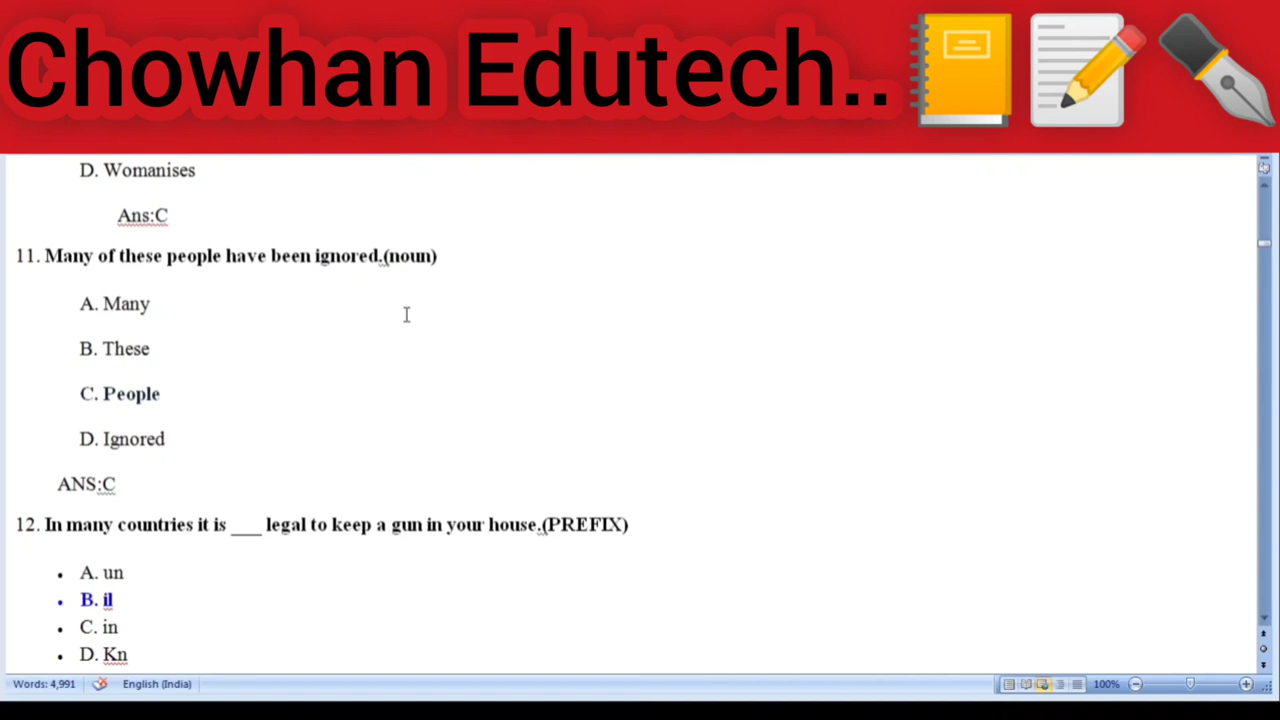 Chowhan Edutech..
D. Womanises
Ans:C
11. Many of these people have been ignored.(noun)
A. Many
B. These
C. People
D. Ignored
ANS:C
12. In many countries it is ___ legal to keep a gun in your house.(PREFIX)
• A. un
• B. il
• C. in
• D. Kn
Words: 4,991 English (India) 100%